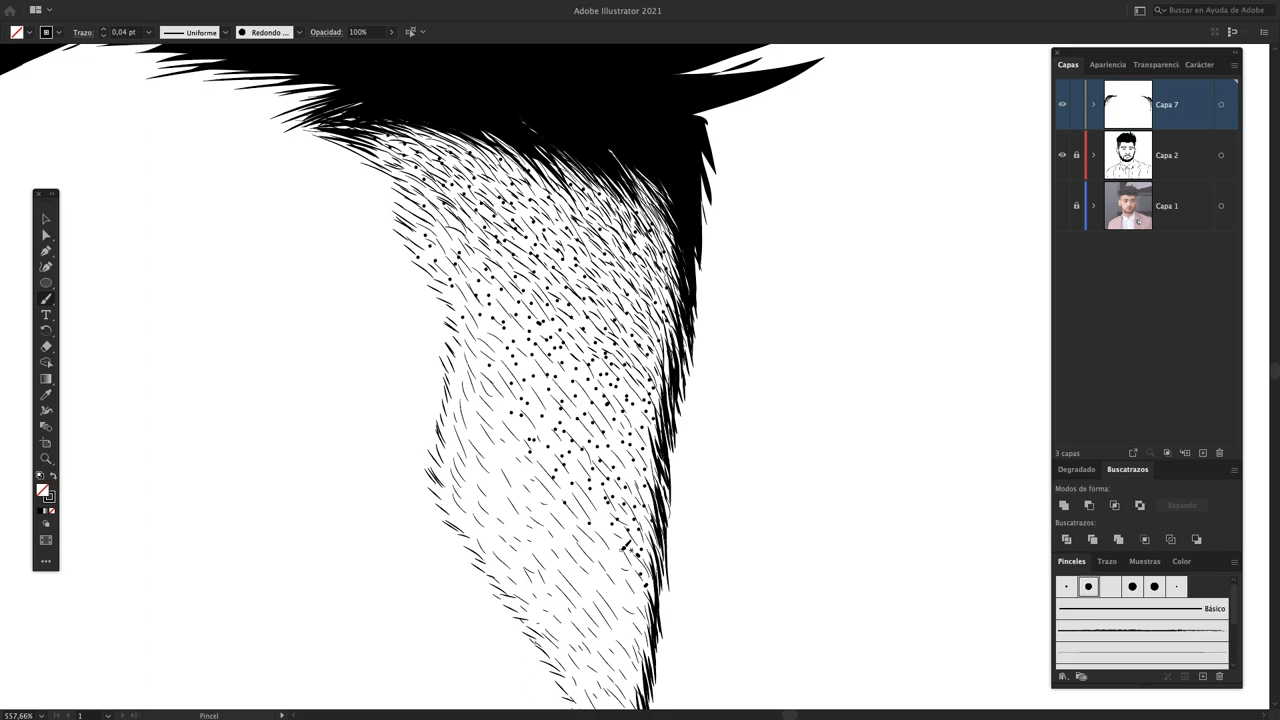 Adobe Illustrator 2021
Buscar en Ayuda de Adobe
Trazo: 0,04 pt Uniforme Redondo ... Opacidad: 100%
Capas Apariencia Transparenci Carácter
Capa 7
Capa 2
Capa 1
3 capas
Degradado Buscatrazos
Modos de forma:
Expandir
Buscatrazos:
Pinceles Trazo Muestras Color
Básico
557,66% 1 Pincel